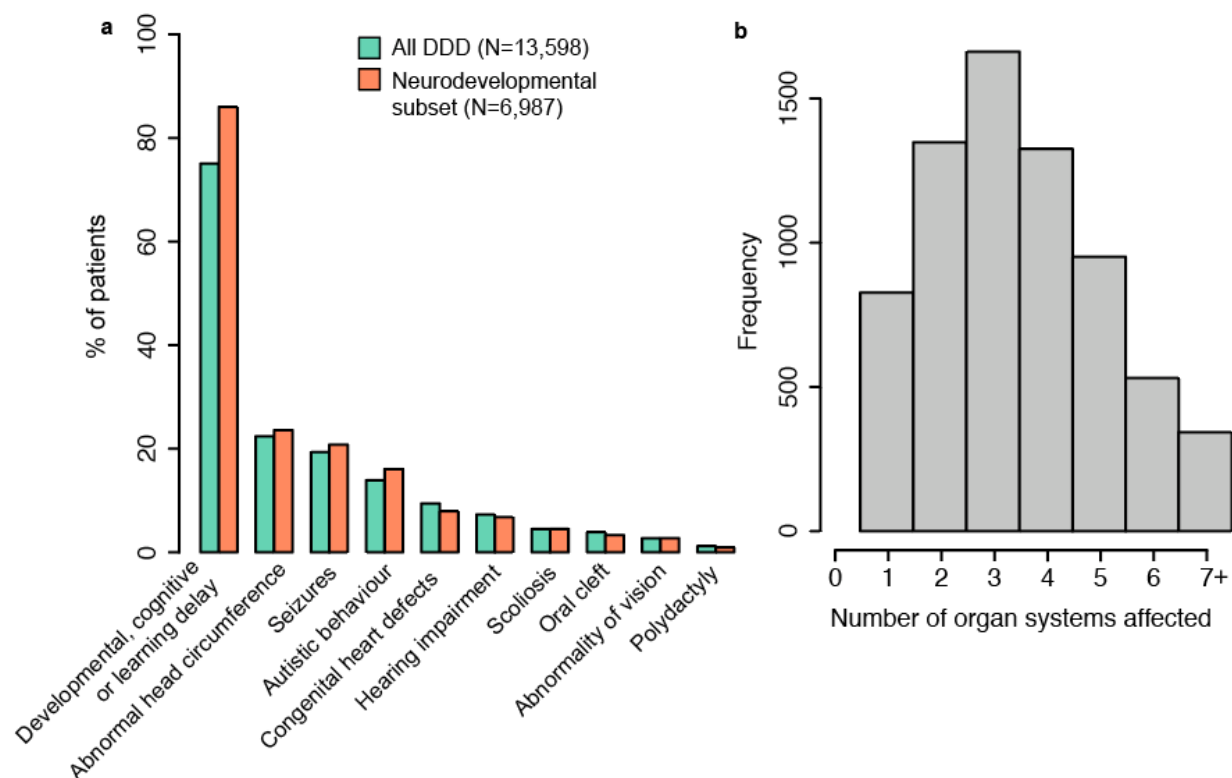 a
All DDD (N=13,598)
Neurodevelopmental
subset (N=6,987)
% of patients
100
80
60
40
20
0
Developmental, cognitive
or learning delay
Abnormal head circumference
Seizures
Autistic behaviour
Congenital heart defects
Hearing impairment
Scoliosis
Oral cleft
Abnormality of vision
Polydactyly
b
Frequency
1500
1000
500
0
0 1 2 3 4 5 6 7+
Number of organ systems affected